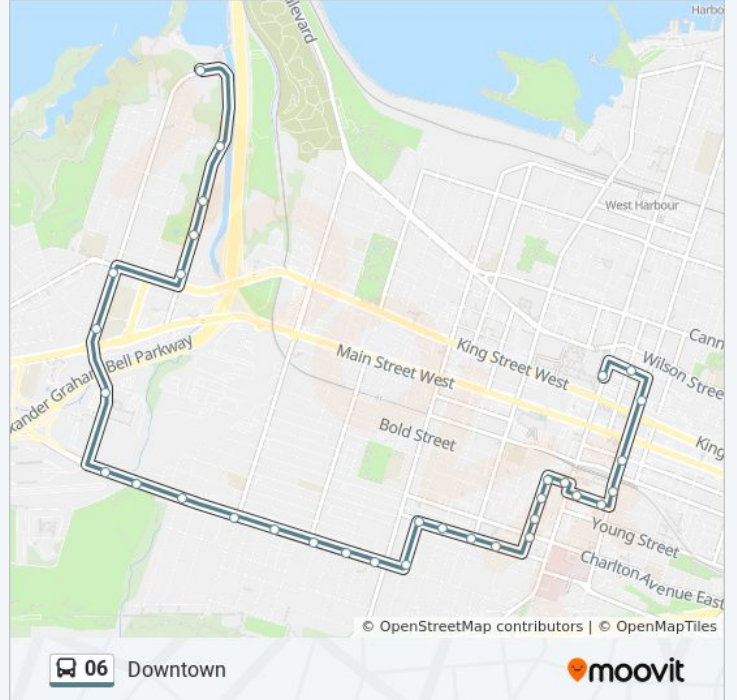 Harbo
ulevard
West Harbour
Cann
Wilson Stree
King Street West
Main Street West
Bell Parkway
xander Graham
King
Bold Street
Young Street
Charlton Avenue East
© OpenStreetMap contributors | © OpenMapTiles
06 Downtown
moovit